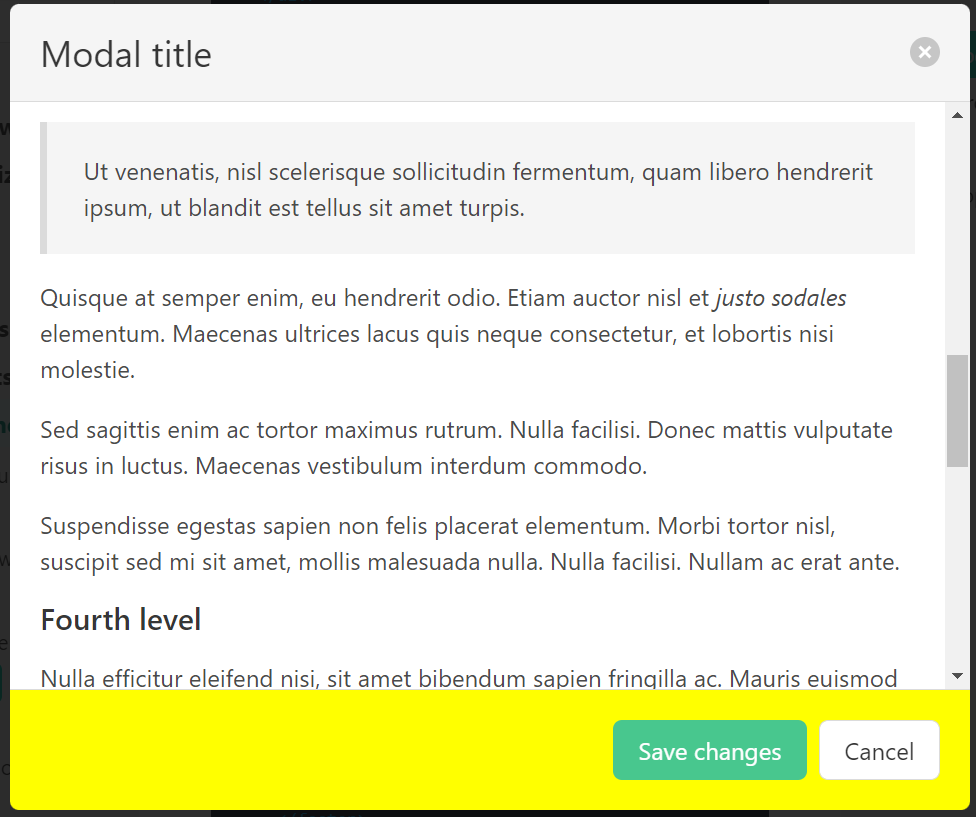 Modal title
Ut venenatis, nisl scelerisque sollicitudin fermentum, quam libero hendrerit
ipsum, ut blandit est tellus sit amet turpis.
Quisque at semper enim, eu hendrerit odio. Etiam auctor nisl et justo sodales
elementum. Maecenas ultrices lacus quis neque consectetur, et lobortis nisi
molestie.
Sed sagittis enim ac tortor maximus rutrum. Nulla facilisi. Donec mattis vulputate
risus in luctus. Maecenas vestibulum interdum commodo.
Suspendisse egestas sapien non felis placerat elementum. Morbi tortor nisl,
suscipit sed mi sit amet, mollis malesuada nulla. Nulla facilisi. Nullam ac erat ante.
Fourth level
Nulla efficitur eleifend nisi, sit amet bibendum sapien fringilla ac. Mauris euismod
Save changes
Cancel